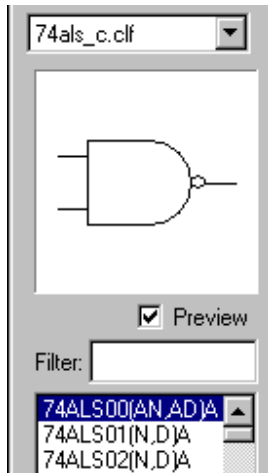 74als_c.clf
Preview
Filter:
74ALS00(AN,AD)A
74ALS01(N,D)A
74ALS02(N,D)A